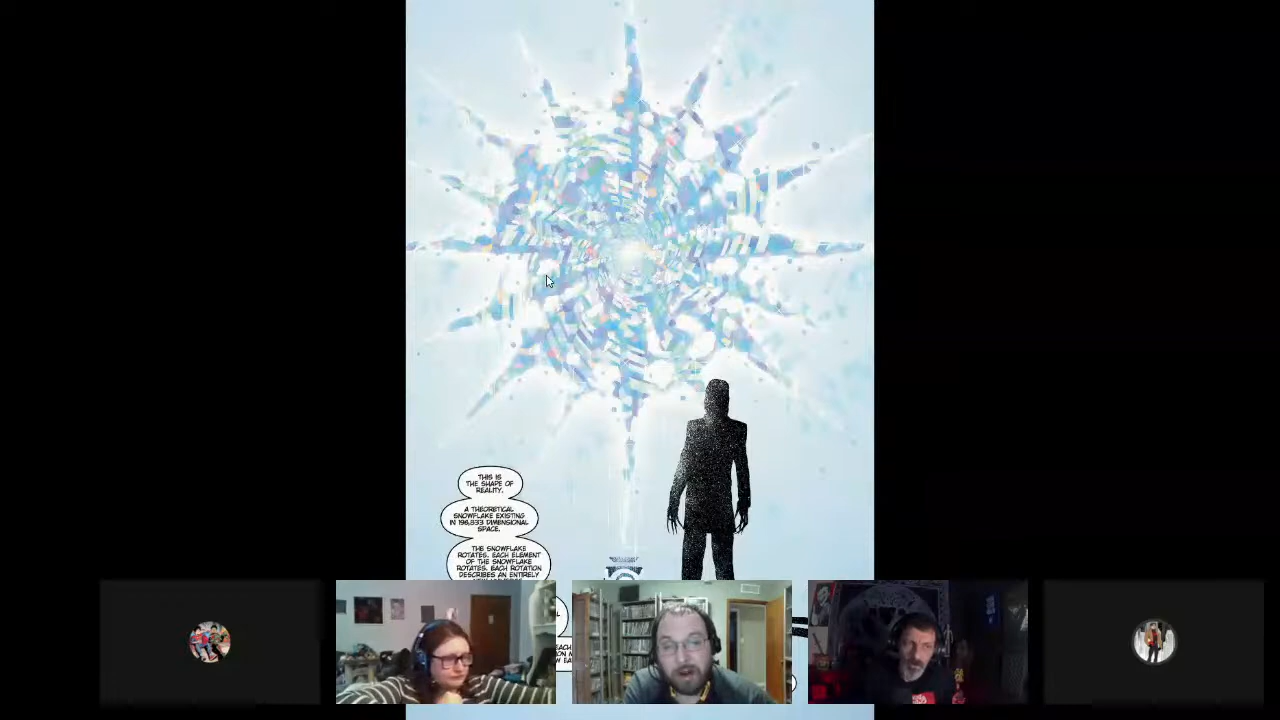 THIS IS
THE SHAPE OF
REALITY.
A THEORETICAL
SNOWFLAKE EXISTING
IN 196,833 DIMENSIONAL
SPACE.
THE SNOWFLAKE
ROTATES. EACH ELEMENT
OF THE SNOWFLAKE
ROTATES. EACH ROTATION
DESCRIBES AN ENTIRELY